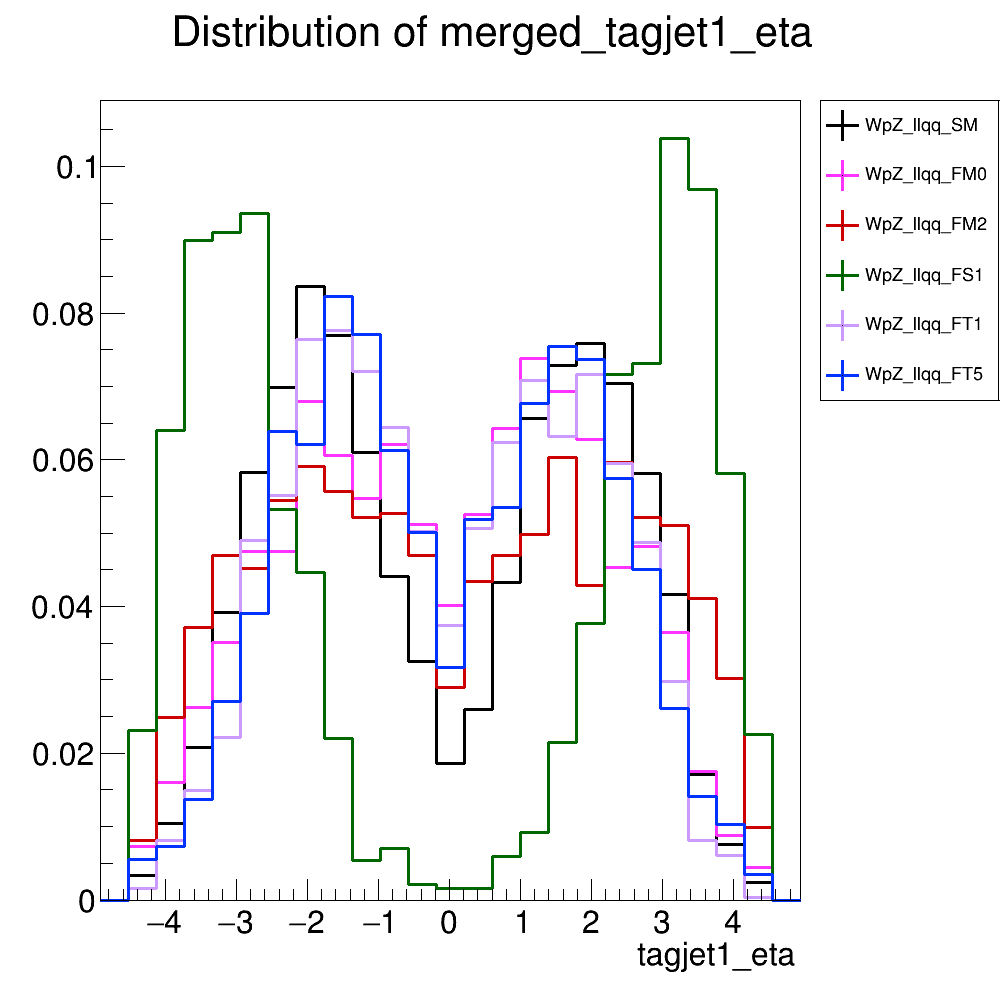 Distribution of merged_tagjet1_eta
WpZ_llqq_SM
WpZ_llqq_FM0
WpZ_llqq_FM2
WpZ_llqq_FS1
WpZ_llqq_FT1
WpZ_llqq_FT5
0.1
0.08
0.06
0.04
0.02
0
−4 −3 −2 −1 0 1 2 3 4
tagjet1_eta